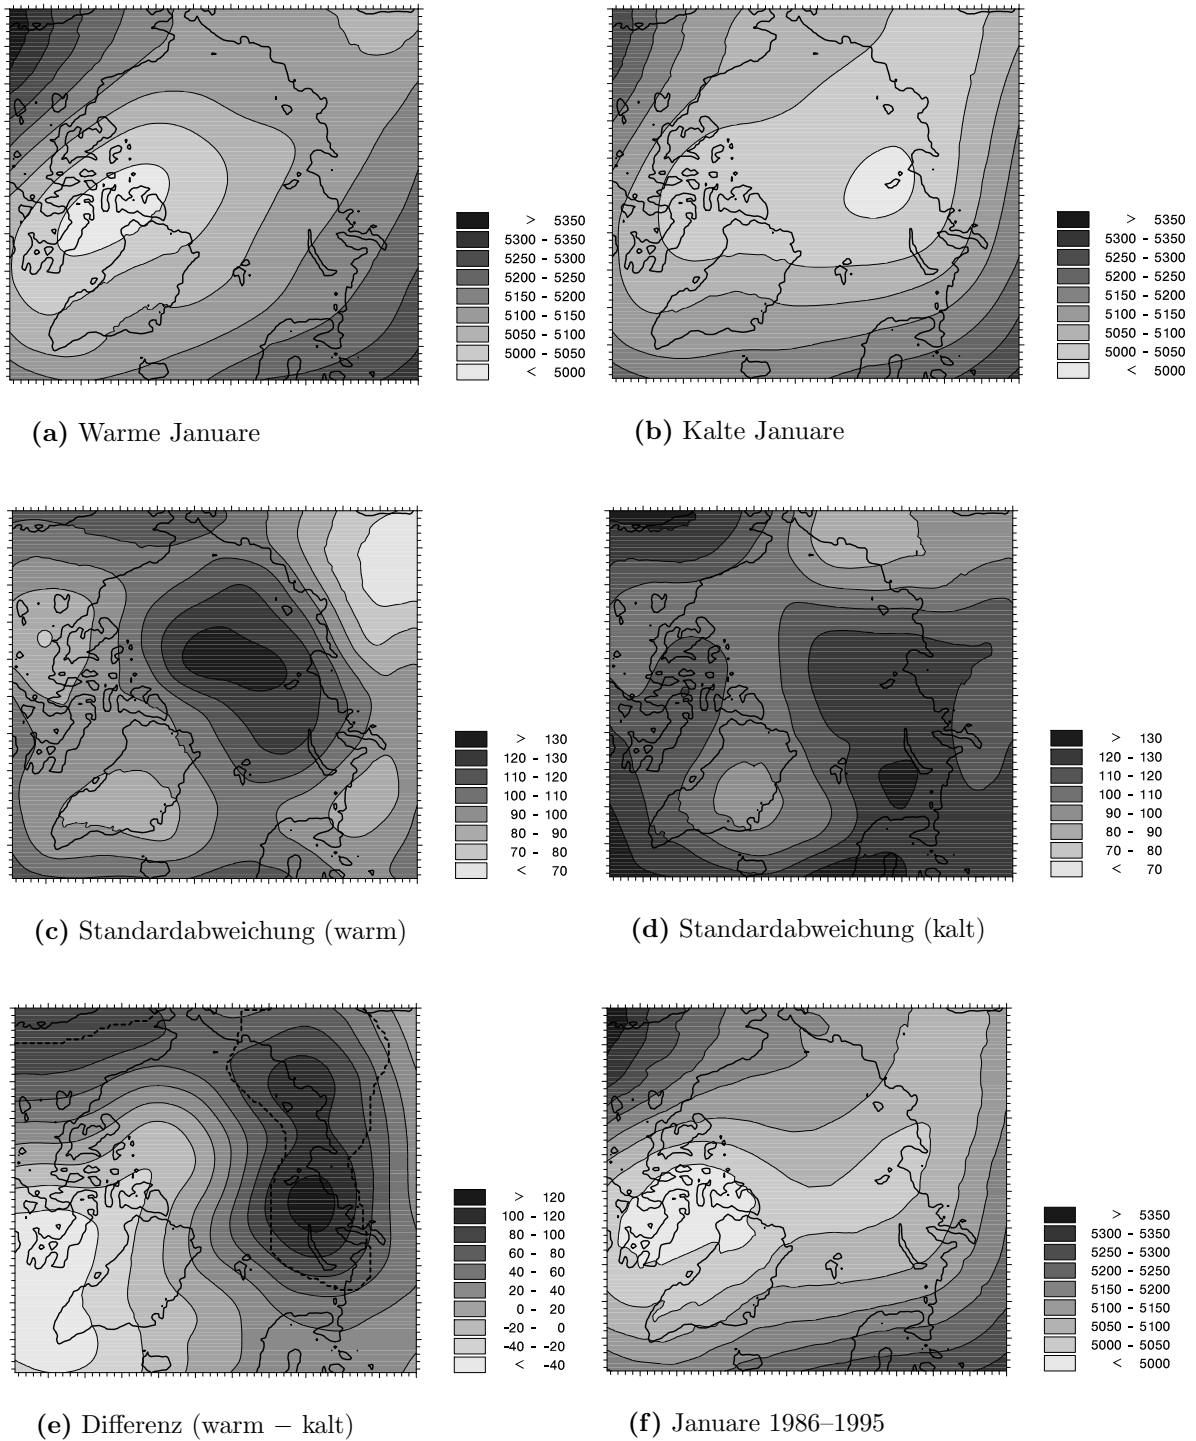 > 5350
5300 - 5350
5250 - 5300
5200 - 5250
5150 - 5200
5100 - 5150
5050 - 5100
5000 - 5050
< 5000
(a) Warme Januare
> 5350
5300 - 5350
5250 - 5300
5200 - 5250
5150 - 5200
5100 - 5150
5050 - 5100
5000 - 5050
< 5000
(b) Kalte Januare
> 130
120 - 130
110 - 120
100 - 110
90 - 100
80 - 90
70 - 80
< 70
(c) Standardabweichung (warm)
> 130
120 - 130
110 - 120
100 - 110
90 - 100
80 - 90
70 - 80
< 70
(d) Standardabweichung (kalt)
> 120
100 - 120
80 - 100
60 - 80
40 - 60
20 - 40
0 - 20
-20 - 0
-40 - -20
< -40
(e) Differenz (warm − kalt)
> 5350
5300 - 5350
5250 - 5300
5200 - 5250
5150 - 5200
5100 - 5150
5050 - 5100
5000 - 5050
< 5000
(f) Januare 1986–1995